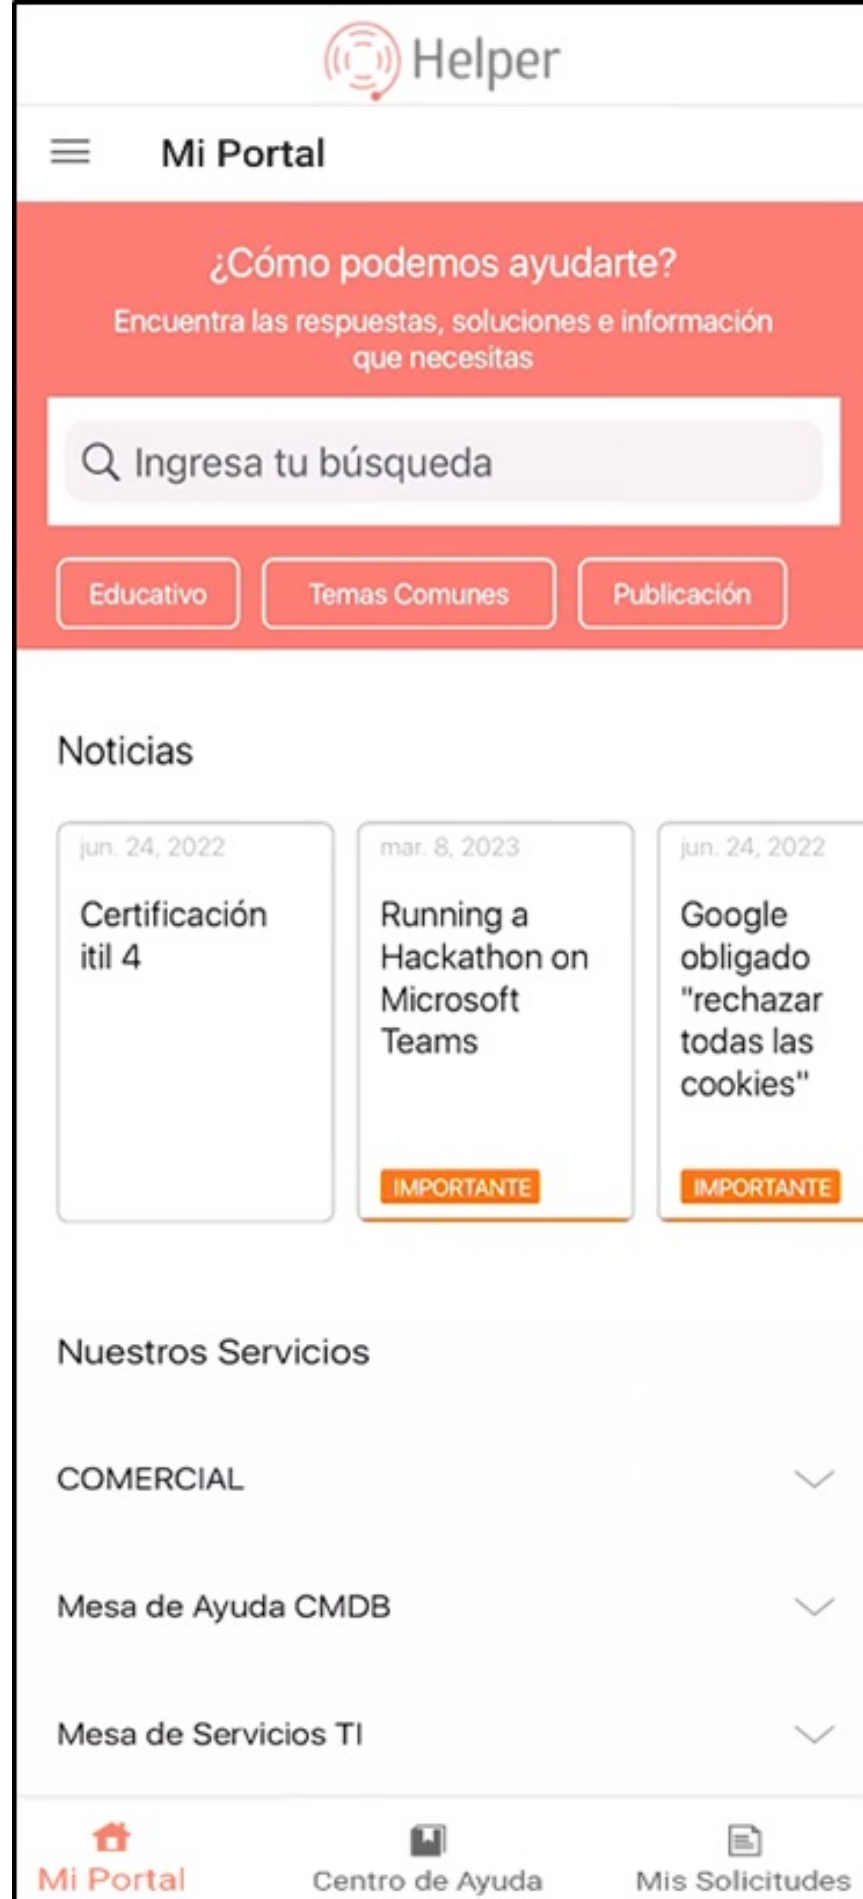 Helper
Mi Portal
¿Cómo podemos ayudarte?
Encuentra las respuestas, soluciones e información
que necesitas
Ingresa tu búsqueda
Educativo
Temas Comunes
Publicación
Noticias
jun. 24, 2022
Certificación
itil 4
mar. 8, 2023
Running a
Hackathon on
Microsoft
Teams
IMPORTANTE
jun. 24, 2022
Google
obligado
"rechazar
todas las
cookies"
IMPORTANTE
Nuestros Servicios
COMERCIAL
Mesa de Ayuda CMDB
Mesa de Servicios TI
Mi Portal
Centro de Ayuda
Mis Solicitudes